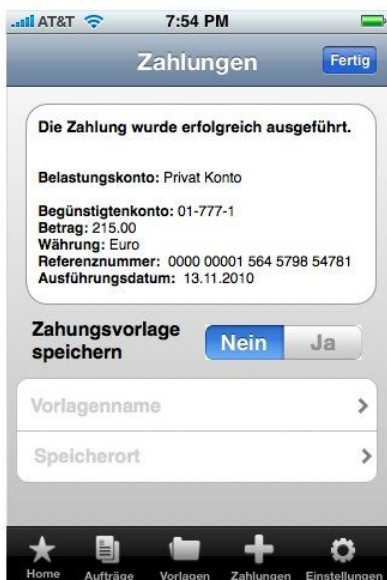 AT&T 7:54 PM
Zahlungen Fertig
Die Zahlung wurde erfolgreich ausgeführt.
Belastungskonto: Privat Konto
Begünstigtenkonto: 01-777-1
Betrag: 215.00
Währung: Euro
Referenznummer: 0000 00001 564 5798 54781
Ausführungsdatum: 13.11.2010
Zahungsvorlage
speichern Nein Ja
Vorlagenname
Speicherort
Home Aufträge Vorlagen Zahlungen Einstellungen